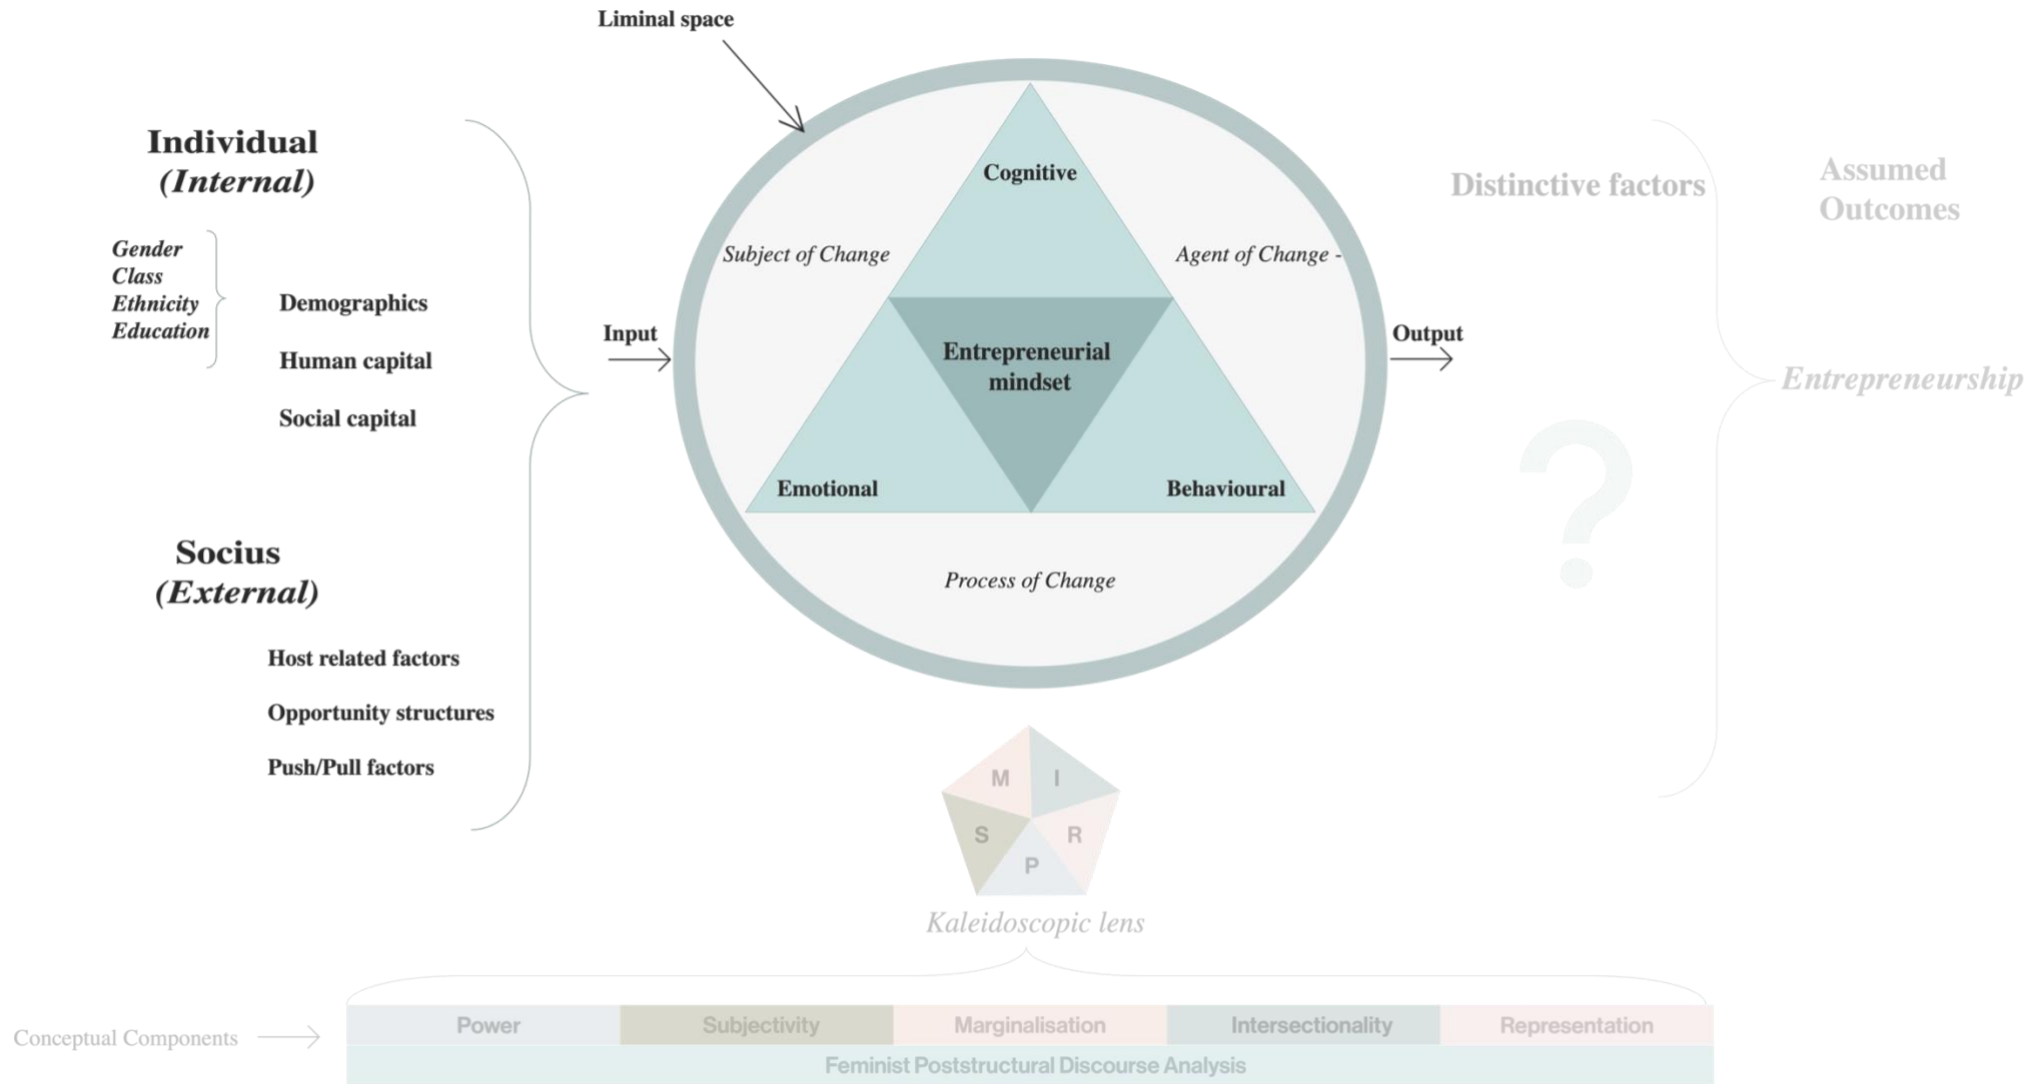 Liminal space
Individual
(Internal)
Gender
Class
Ethnicity
Education
Demographics
Human capital
Social capital
Socius
(External)
Host related factors
Opportunity structures
Push/Pull factors
Input
Cognitive
Subject of Change
Agent of Change -
Entrepreneurial
mindset
Emotional
Behavioural
Process of Change
Output
Distinctive factors
?
Assumed
Outcomes
Entrepreneurship
M
I
S
R
P
Kaleidoscopic lens
Conceptual Components
Power
Subjectivity
Marginalisation
Intersectionality
Representation
Feminist Poststructural Discourse Analysis